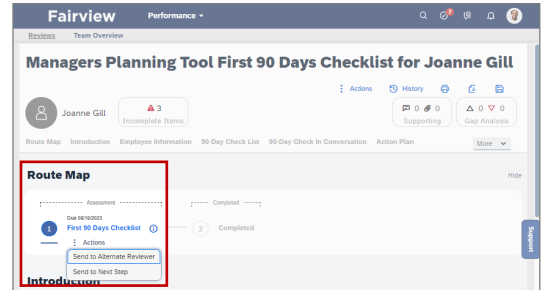 Fairview Performance
2
Reviews Team Overview
Managers Planning Tool First 90 Days Checklist for Joanne Gill
Actions History
Joanne Gill
3
Incomplete Items
0 0
Supporting
0 0
Gap Analysis
Route Map Introduction Employee Information 90-Day Check List 90-Day Check In Conversation Action Plan More
Route Map Hide
Assessment Completed
Due 06/16/2023
1 First 90 Days Checklist 2 Completed
Actions
Send to Alternate Reviewer
Send to Next Step
Introduction
Support